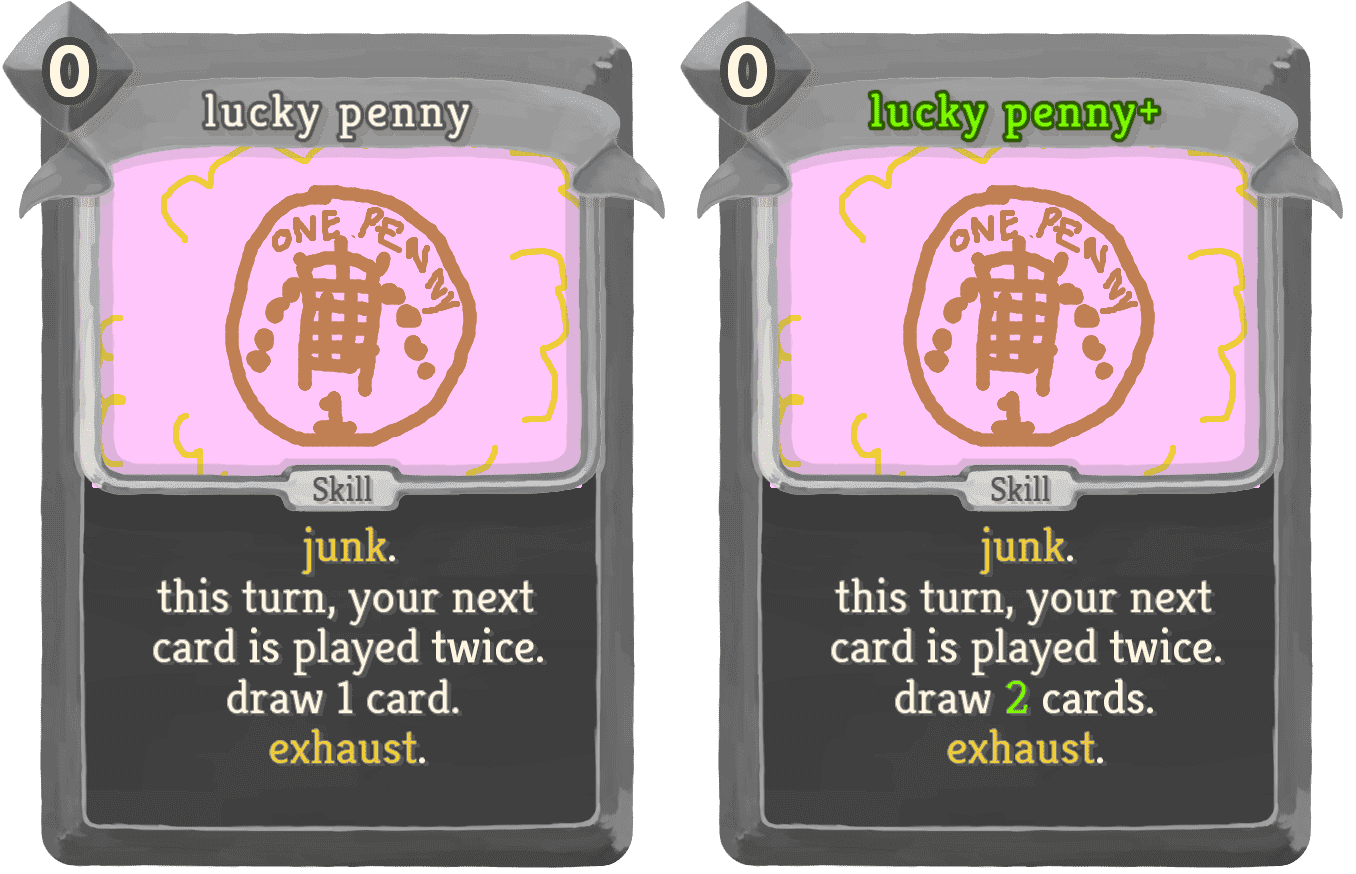 0
lucky penny
ONE PENNY
1
Skill
junk.
this turn, your next
card is played twice.
draw 1 card.
exhaust.
0
lucky penny+
ONE PENNY
1
Skill
junk.
this turn, your next
card is played twice.
draw 2 cards.
exhaust.